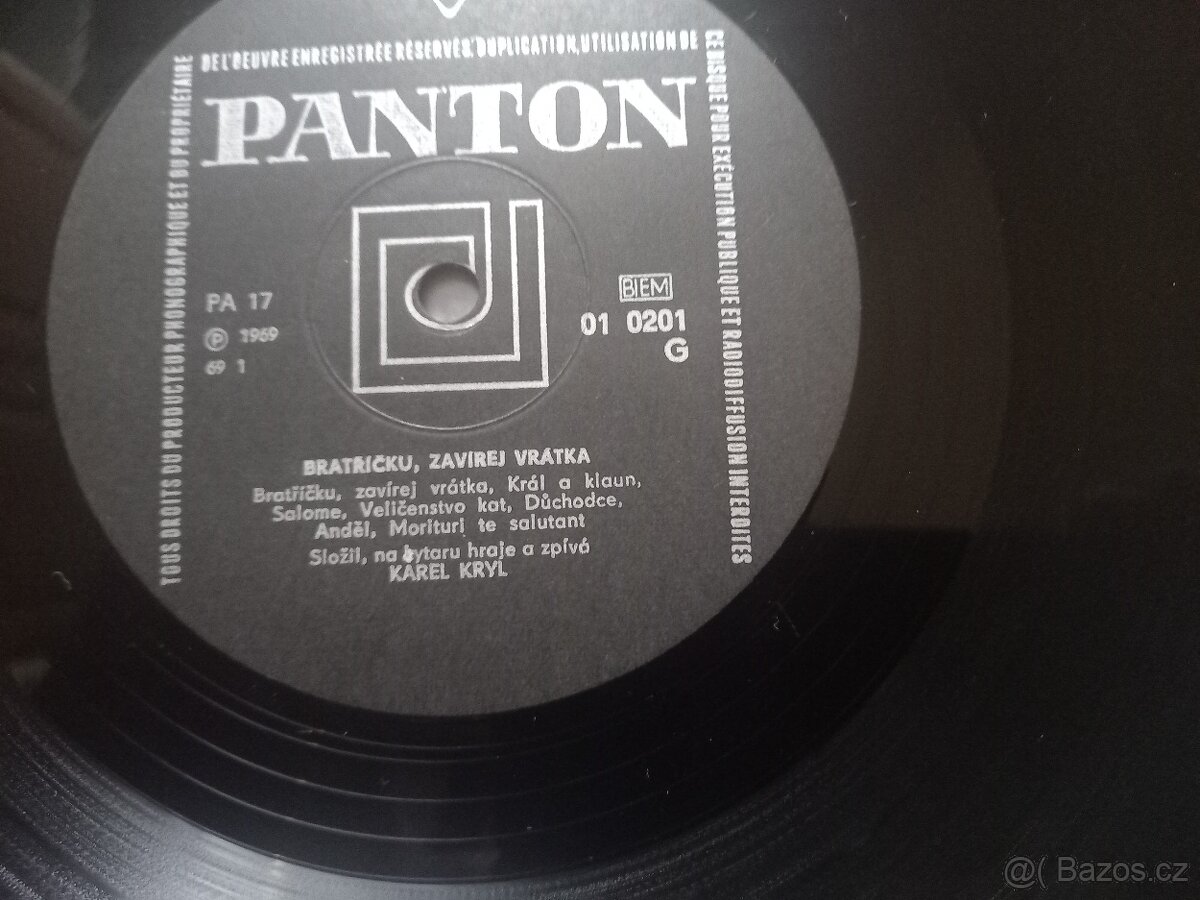 DE L'OEUVRE ENREGISTRÉE RÉSERVÉS. DUPLICATION, UTILISATION DE
CE DISQUE POUR EXÉCUTION PUBLIQUE ET RADIODIFFUSION INTERDITES
TOUS DROITS DU PRODUCTEUR PHONOGRAPHIQUE ET DU PROPRIÉTAIRE
PANTON
PA 17
℗ 1969
69 1
BIEM
01 0201
G
BRATŘÍČKU, ZAVÍREJ VRÁTKA
Bratříčku, zavírej vrátka, Král a klaun,
Salome, Veličenstvo kat, Důchodce,
Anděl, Morituri te salutant
Složil, na kytaru hraje a zpívá
KAREL KRYL
@( Bazos.cz